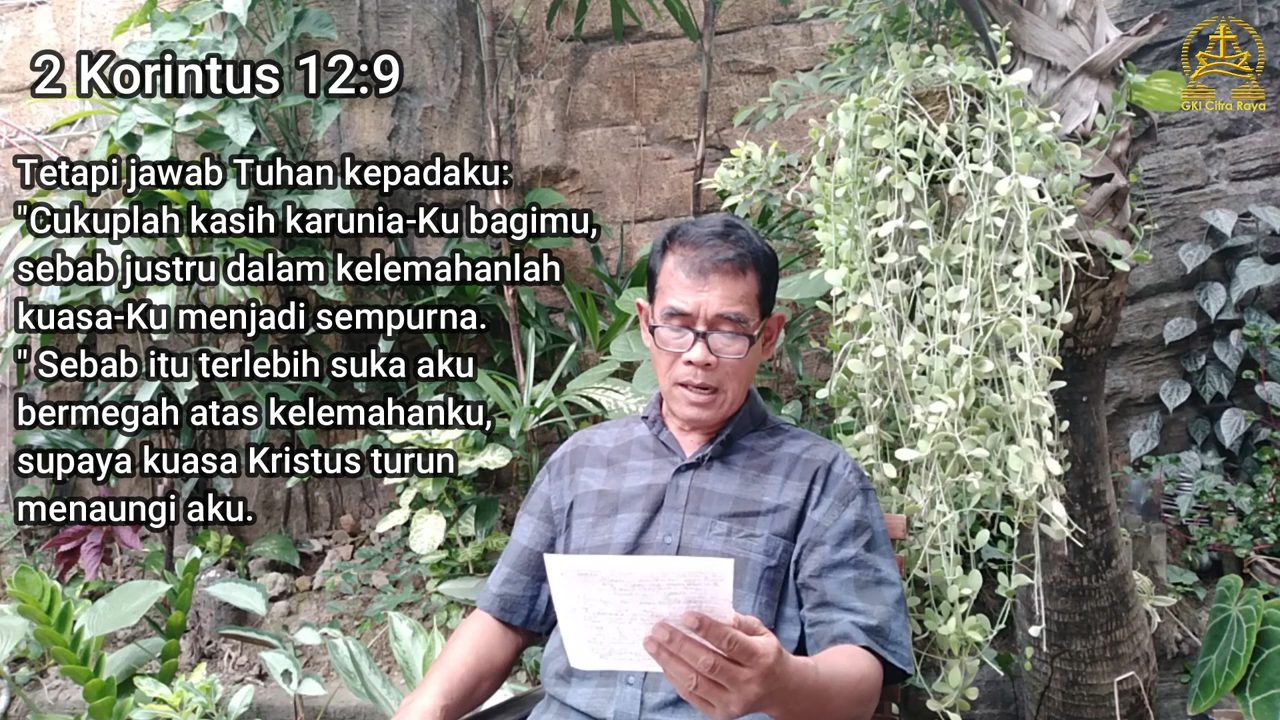 2 Korintus 12:9
Tetapi jawab Tuhan kepadaku:
"Cukuplah kasih karunia-Ku bagimu,
sebab justru dalam kelemahanlah
kuasa-Ku menjadi sempurna.
" Sebab itu terlebih suka aku
bermegah atas kelemahanku,
supaya kuasa Kristus turun
menaungi aku.
GKI Citra Raya